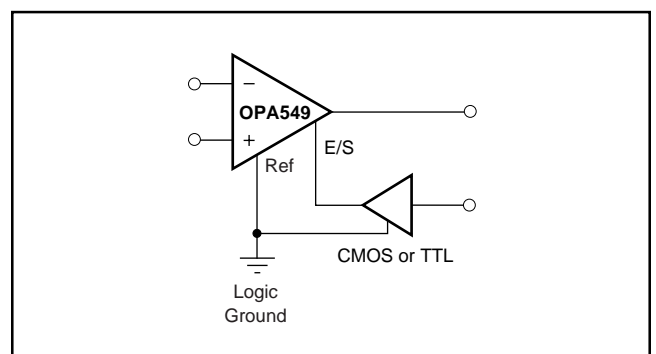 −
OPA549
+
E/S
Ref
CMOS or TTL
Logic
Ground